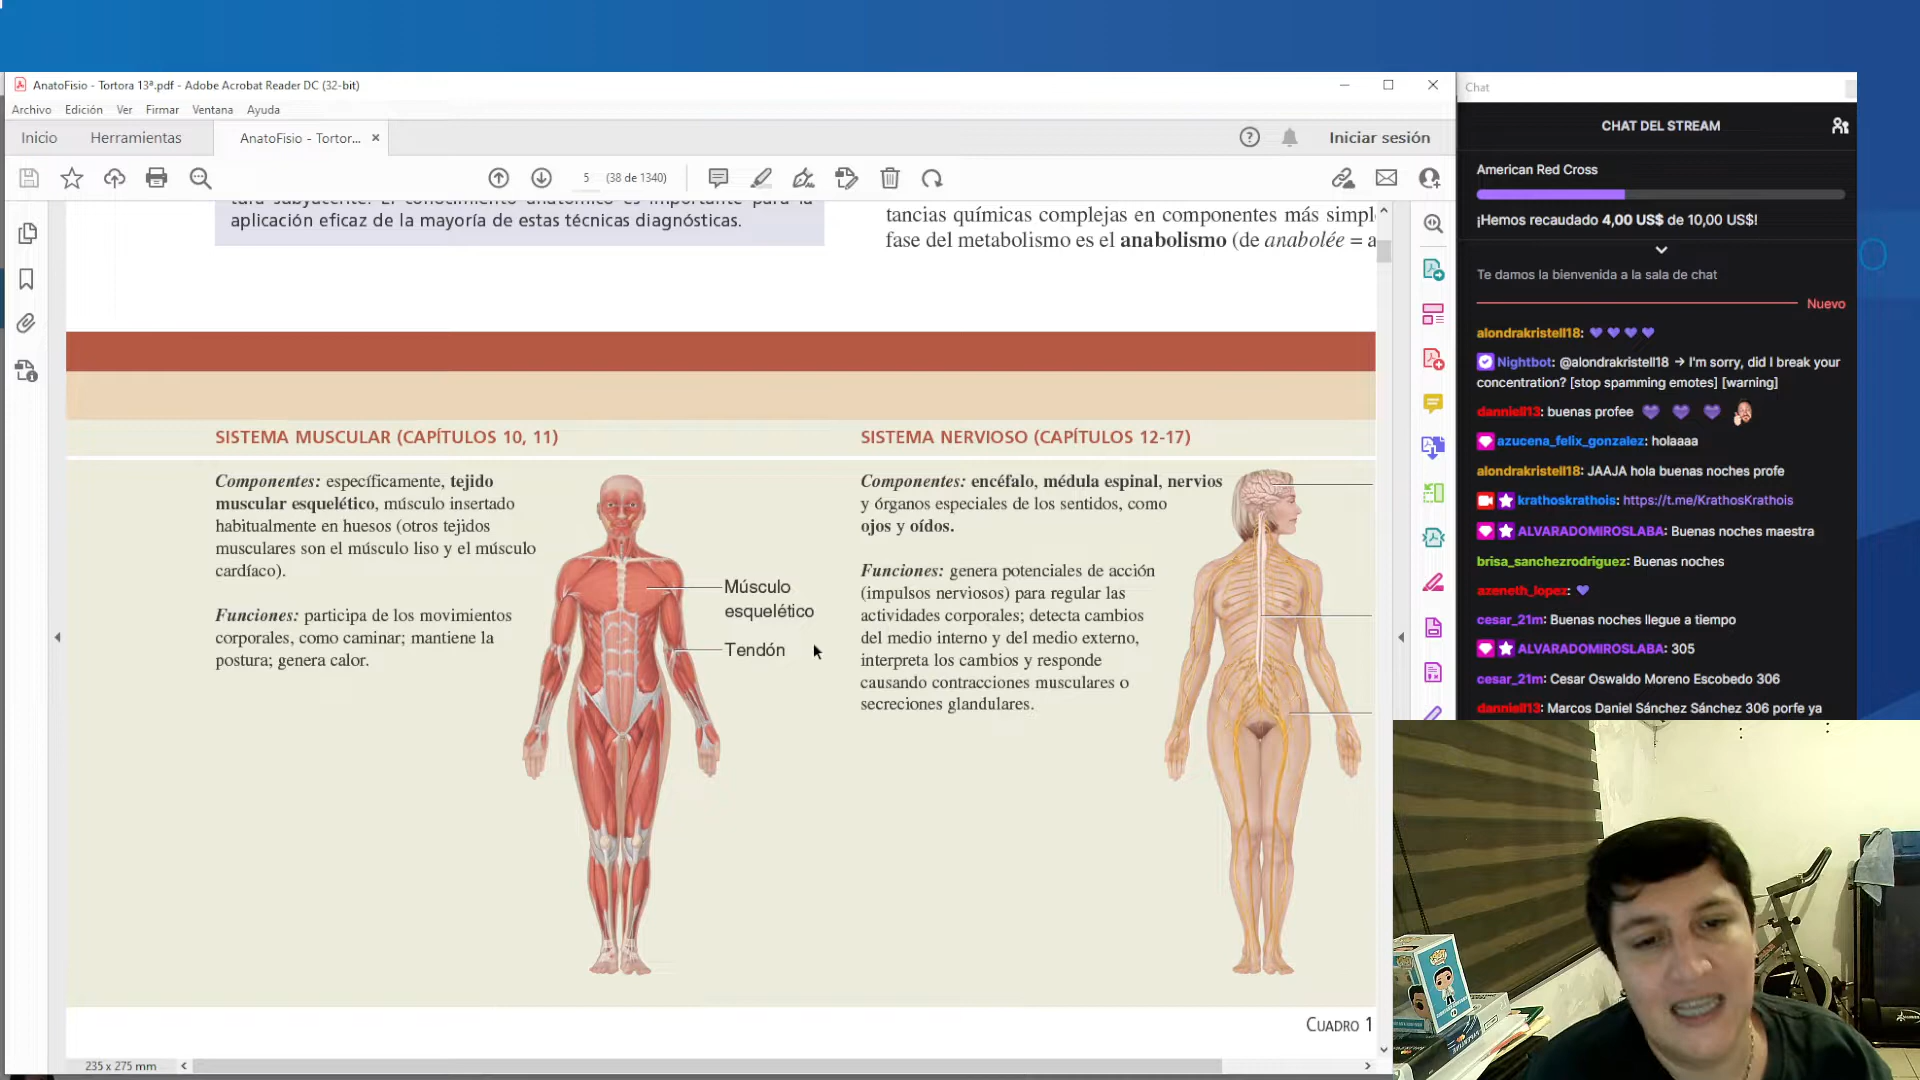 AnatoFisio - Tortora 13ª.pdf - Adobe Acrobat Reader DC (32-bit)
Archivo Edición Ver Firmar Ventana Ayuda
Inicio Herramientas AnatoFisio - Tortor... × Iniciar sesión
5 (38 de 1340)
aplicación eficaz de la mayoría de estas técnicas diagnósticas.
tancias químicas complejas en componentes más simpl
fase del metabolismo es el anabolismo (de anabolée = a
SISTEMA MUSCULAR (CAPÍTULOS 10, 11)
Componentes: específicamente, tejido
muscular esquelético, músculo insertado
habitualmente en huesos (otros tejidos
musculares son el músculo liso y el músculo
cardíaco).
Funciones: participa de los movimientos
corporales, como caminar; mantiene la
postura; genera calor.
Músculo
esquelético
Tendón
SISTEMA NERVIOSO (CAPÍTULOS 12-17)
Componentes: encéfalo, médula espinal, nervios
y órganos especiales de los sentidos, como
ojos y oídos.
Funciones: genera potenciales de acción
(impulsos nerviosos) para regular las
actividades corporales; detecta cambios
del medio interno y del medio externo,
interpreta los cambios y responde
causando contracciones musculares o
secreciones glandulares.
CUADRO 1
235 x 275 mm
Chat
CHAT DEL STREAM
American Red Cross
¡Hemos recaudado 4,00 US$ de 10,00 US$!
Te damos la bienvenida a la sala de chat
Nuevo
alondrakristell18:
Nightbot: @alondrakristell18 → I'm sorry, did I break your
concentration? [stop spamming emotes] [warning]
danniell13: buenas profee
azucena_felix_gonzalez: holaaaa
alondrakristell18: JAAJA hola buenas noches profe
krathoskrathois: https://t.me/KrathosKrathois
ALVARADOMIROSLABA: Buenas noches maestra
brisa_sanchezrodriguez: Buenas noches
azeneth_lopez:
cesar_21m: Buenas noches llegue a tiempo
ALVARADOMIROSLABA: 305
cesar_21m: Cesar Oswaldo Moreno Escobedo 306
danniell13: Marcos Daniel Sánchez Sánchez 306 porfe ya